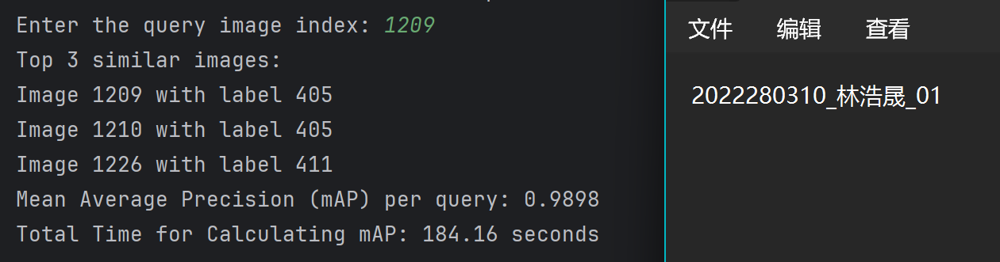 Enter the query image index: 1209
Top 3 similar images:
Image 1209 with label 405
Image 1210 with label 405
Image 1226 with label 411
Mean Average Precision (mAP) per query: 0.9898
Total Time for Calculating mAP: 184.16 seconds
文件 编辑 查看
2022280310_林浩晟_01